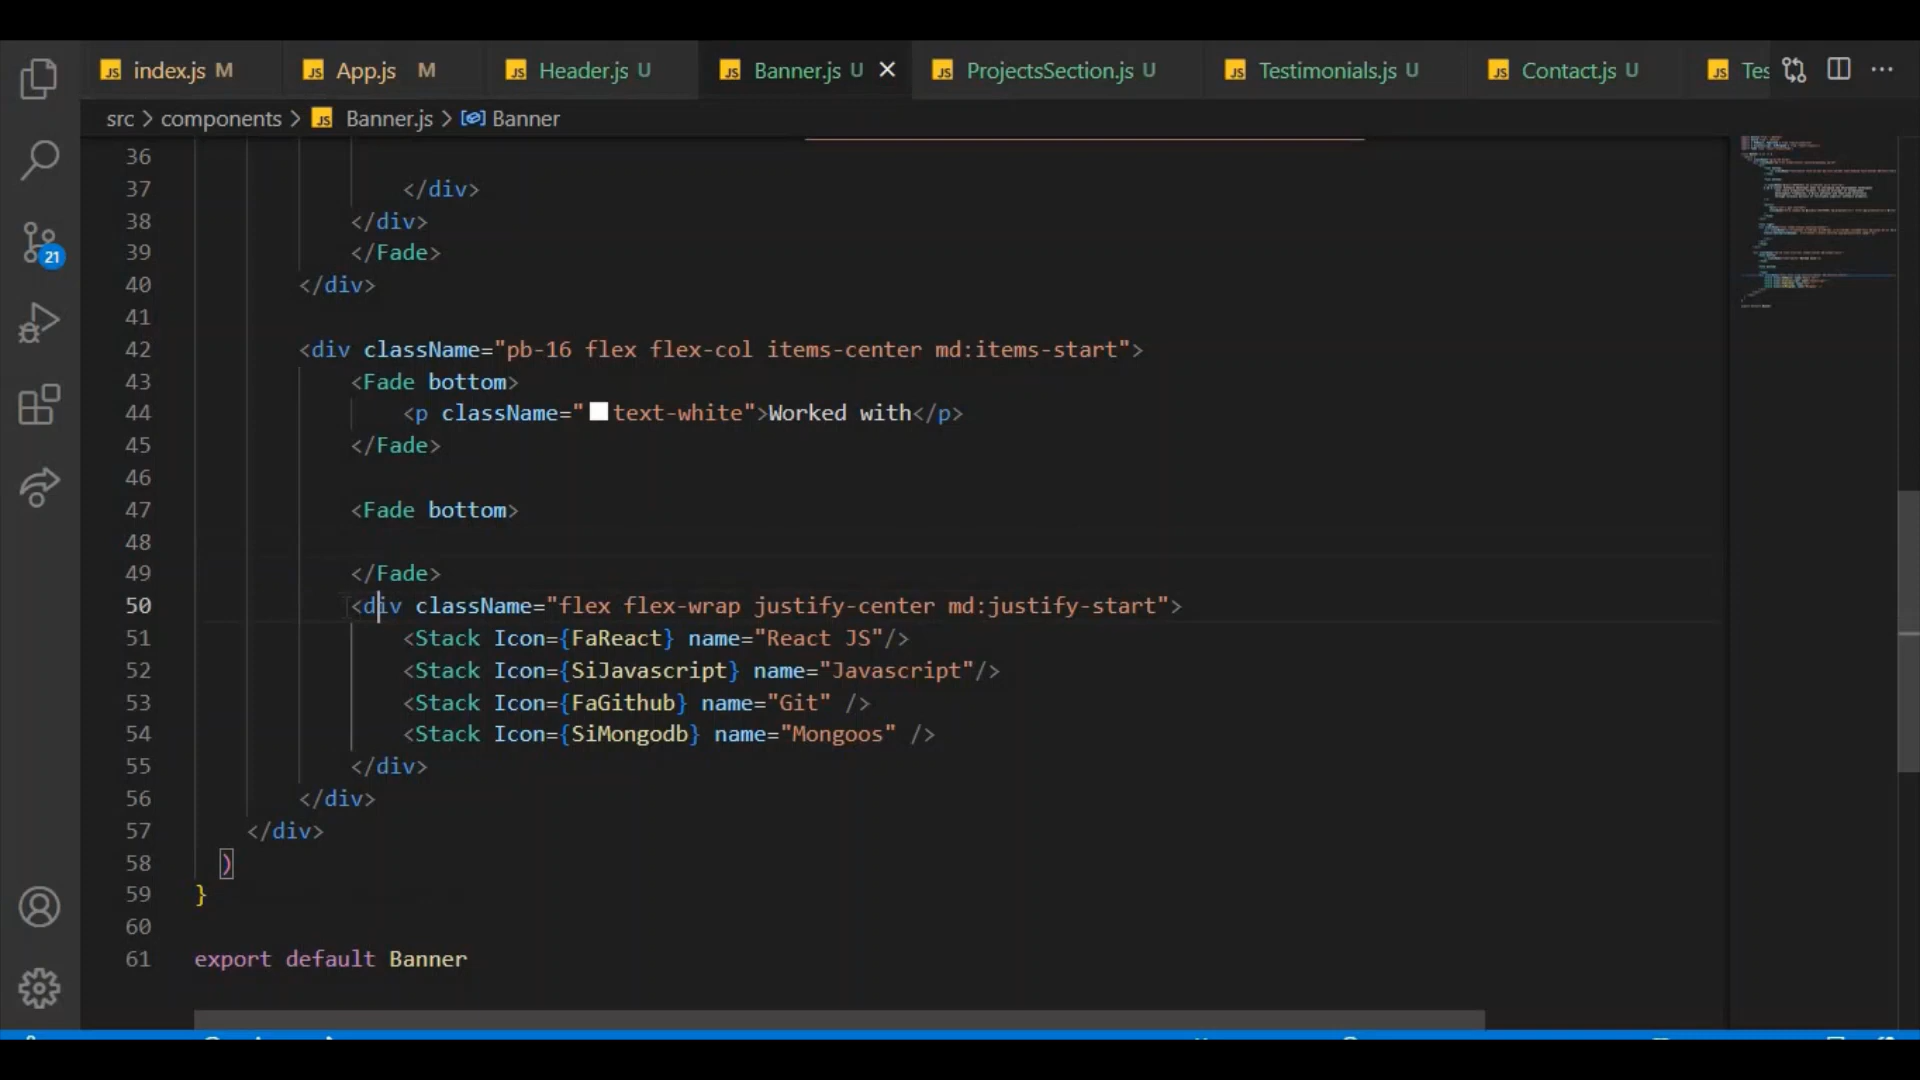 index.js M App.js M Header.js U Banner.js U ProjectsSection.js U Testimonials.js U Contact.js U Tes
src > components > Banner.js > Banner
36
37 </div>
38 </div>
39 </Fade>
40 </div>
41
42 <div className="pb-16 flex flex-col items-center md:items-start">
43 <Fade bottom>
44 <p className="text-white">Worked with</p>
45 </Fade>
46
47 <Fade bottom>
48
49 </Fade>
50 <div className="flex flex-wrap justify-center md:justify-start">
51 <Stack Icon={FaReact} name="React JS"/>
52 <Stack Icon={SiJavascript} name="Javascript"/>
53 <Stack Icon={FaGithub} name="Git" />
54 <Stack Icon={SiMongodb} name="Mongoos" />
55 </div>
56 </div>
57 </div>
58 )
59 }
60
61 export default Banner
21